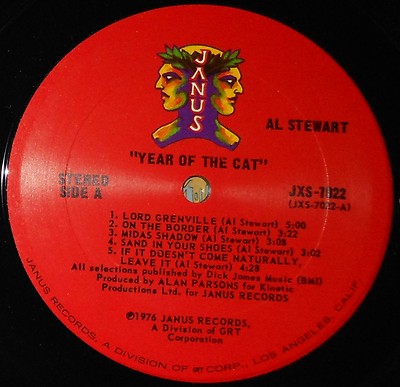 JANUS
AL STEWART
"YEAR OF THE CAT"
STEREO
SIDE A
JXS-7022
(JXS-7022-A)
1. LORD GRENVILLE (Al Stewart) 5:00
2. ON THE BORDER (Al Stewart) 3:22
3. MIDAS SHADOW (Al Stewart) 3:08
4. SAND IN YOUR SHOES (Al Stewart) 3:02
5. IF IT DOESN'T COME NATURALLY,
LEAVE IT (Al Stewart) 4:28
All selections published by Dick James Music (BMI)
Produced by ALAN PARSONS for Kinetic
Productions Ltd. for JANUS RECORDS
℗1976 JANUS RECORDS,
A Division of GRT
Corporation
JANUS RECORDS, A DIVISION OF GRT CORP., LOS ANGELES, CALIF.